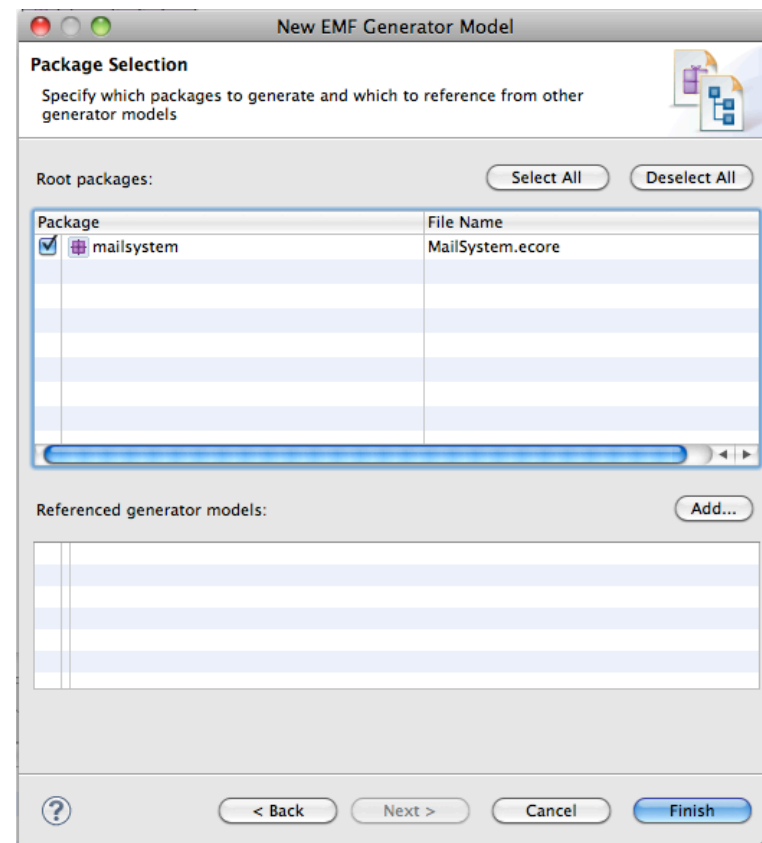 New EMF Generator Model
Package Selection
Specify which packages to generate and which to reference from other
generator models
Root packages:
Select All
Deselect All
Package
File Name
mailsystem
MailSystem.ecore
Referenced generator models:
Add...
?
< Back
Next >
Cancel
Finish